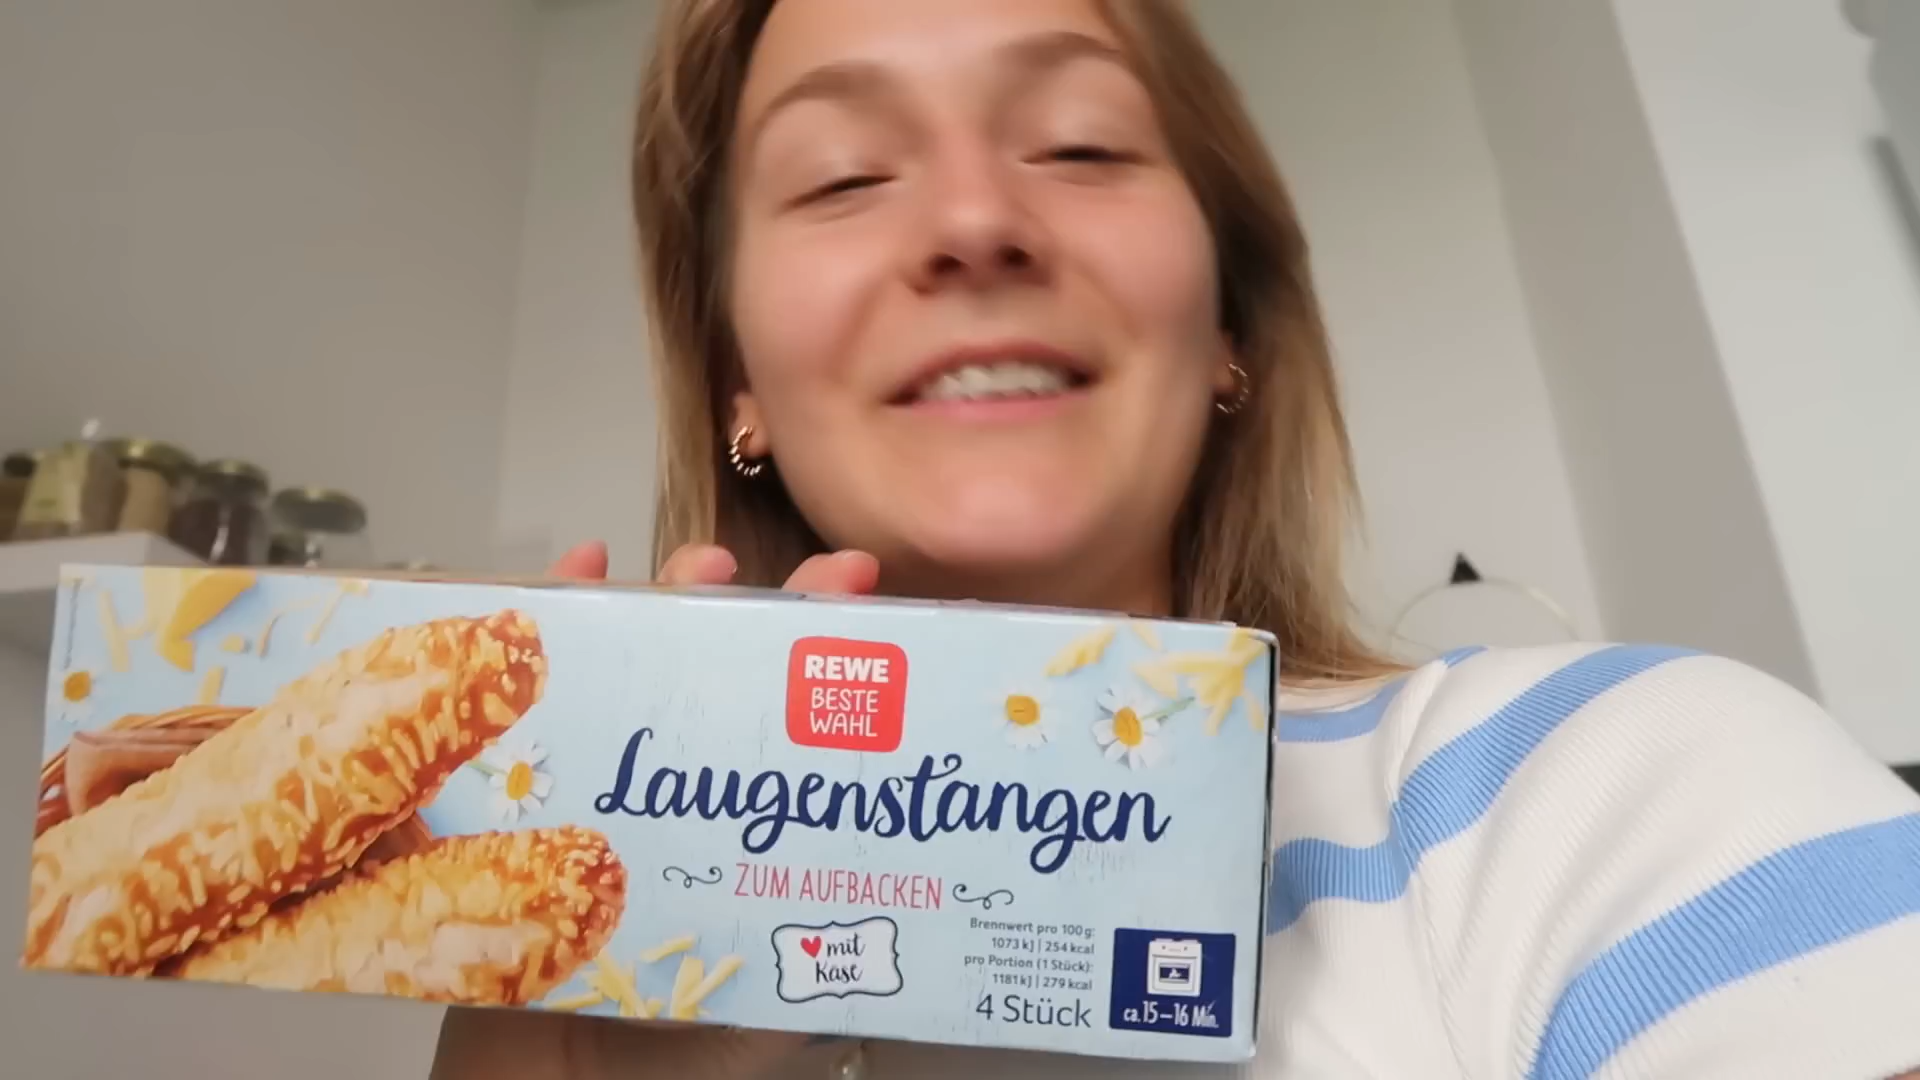 REWE
BESTE
WAHL
Laugenstangen
ZUM AUFBACKEN
mit
Käse
Brennwert pro 100 g:
1073 kJ | 254 kcal
pro Portion (1 Stück):
1181 kJ | 279 kcal
4 Stück
ca. 15–16 Min.